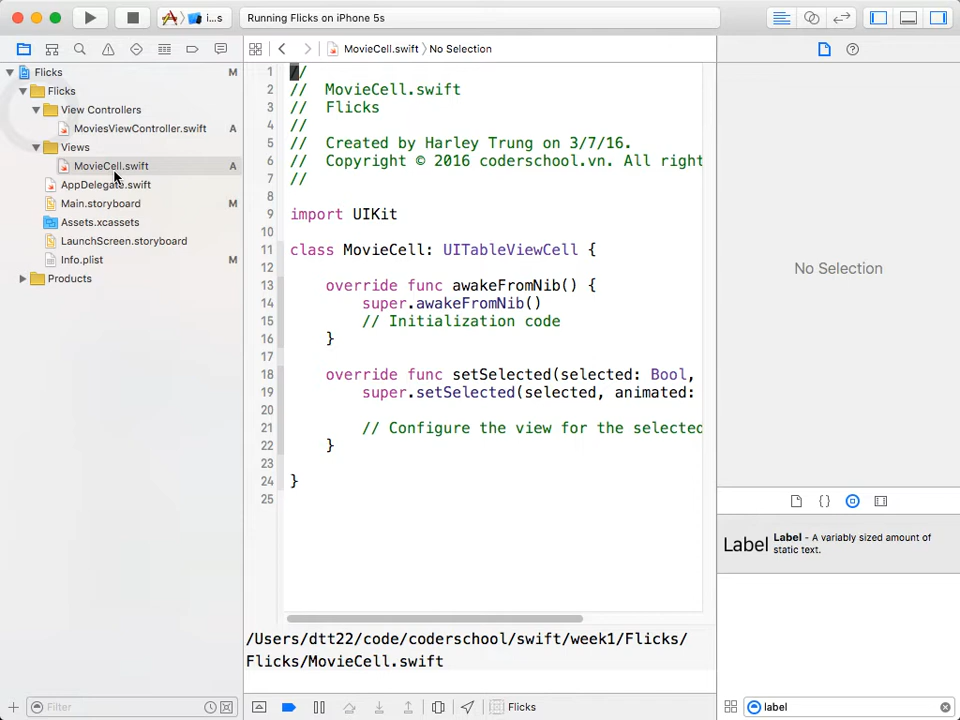 i...s
Running Flicks on iPhone 5s
MovieCell.swift
No Selection
Flicks
M
Flicks
View Controllers
MoviesViewController.swift
A
Views
MovieCell.swift
A
AppDelegate.swift
Main.storyboard
M
Assets.xcassets
LaunchScreen.storyboard
Info.plist
M
Products
1 //
2 //  MovieCell.swift
3 //  Flicks
4 //
5 //  Created by Harley Trung on 3/7/16.
6 //  Copyright © 2016 coderschool.vn. All right
7 //
8
9 import UIKit
10
11 class MovieCell: UITableViewCell {
12
13     override func awakeFromNib() {
14         super.awakeFromNib()
15         // Initialization code
16     }
17
18     override func setSelected(selected: Bool,
19         super.setSelected(selected, animated:
20
21         // Configure the view for the selected
22     }
23
24 }
25
/Users/dtt22/code/coderschool/swift/week1/Flicks/
Flicks/MovieCell.swift
No Selection
Label
Label - A variably sized amount of
static text.
Filter
Flicks
label